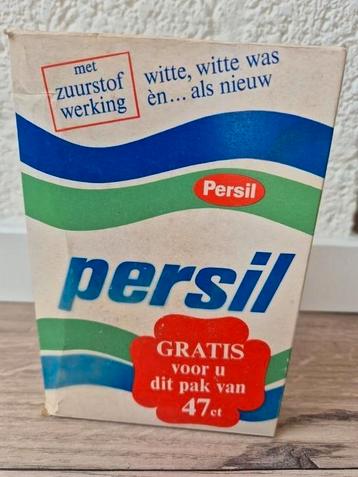 met
zuurstof
werking
witte, witte was
èn... als nieuw
Persil
persil
GRATIS
voor u
dit pak van
47ct